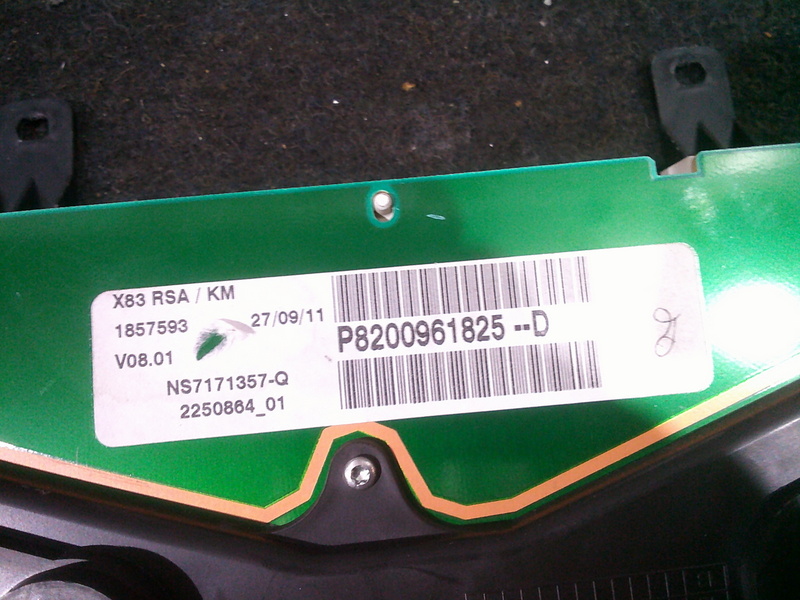 X83 RSA / KM
1857593
27/09/11
V08.01
NS7171357-Q
2250864_01
P8200961825 --D